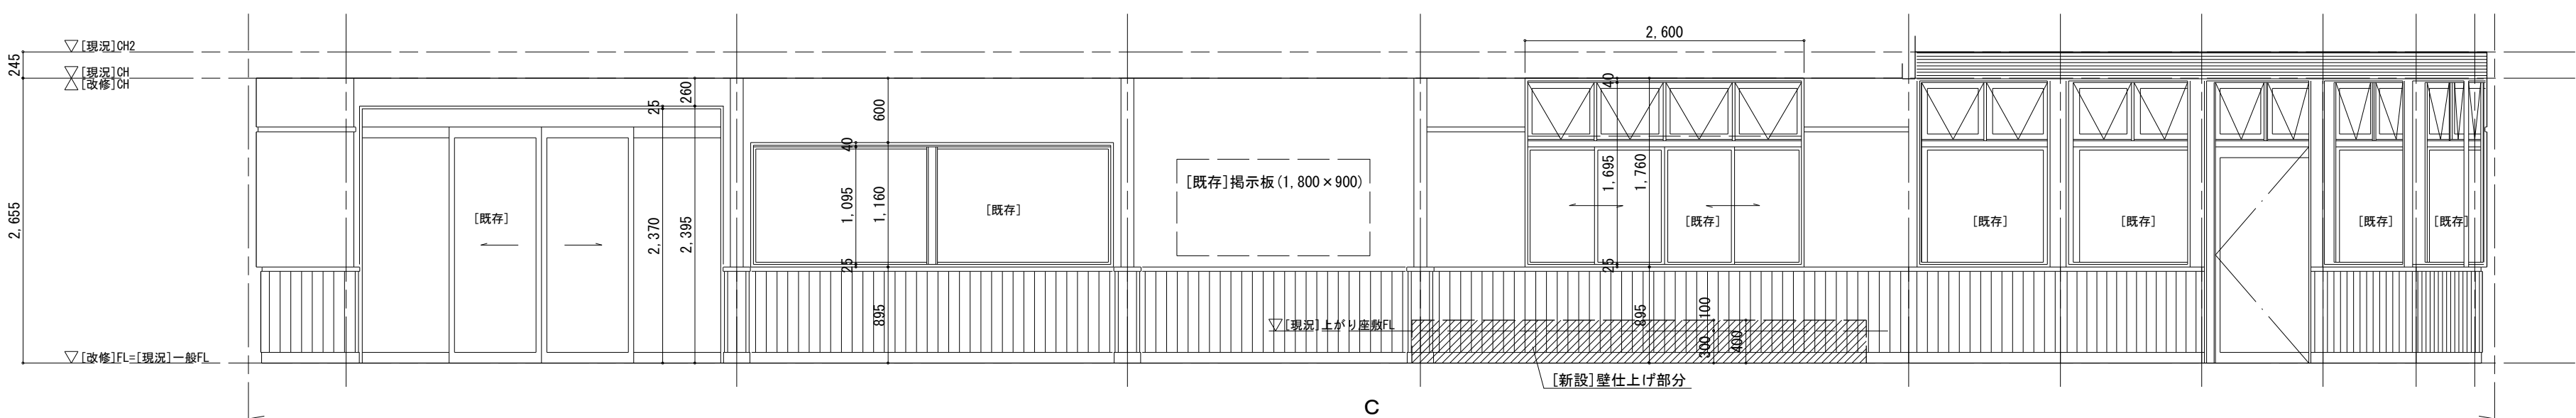 [現況]CH2
245
[現況]CH
[改修]CH
2,655
[改修]FL=[現況]一般FL
[既存]
25
260
2,370
2,395
600
40
1,095
1,160
25
895
[既存]
[既存]掲示板(1,800×900)
2,600
40
1,695
1,760
25
895
[既存]
▽[現況]上がり座敷FL
100
300
400
[新設]壁仕上げ部分
[既存]
[既存]
[既存]
[既存]
C